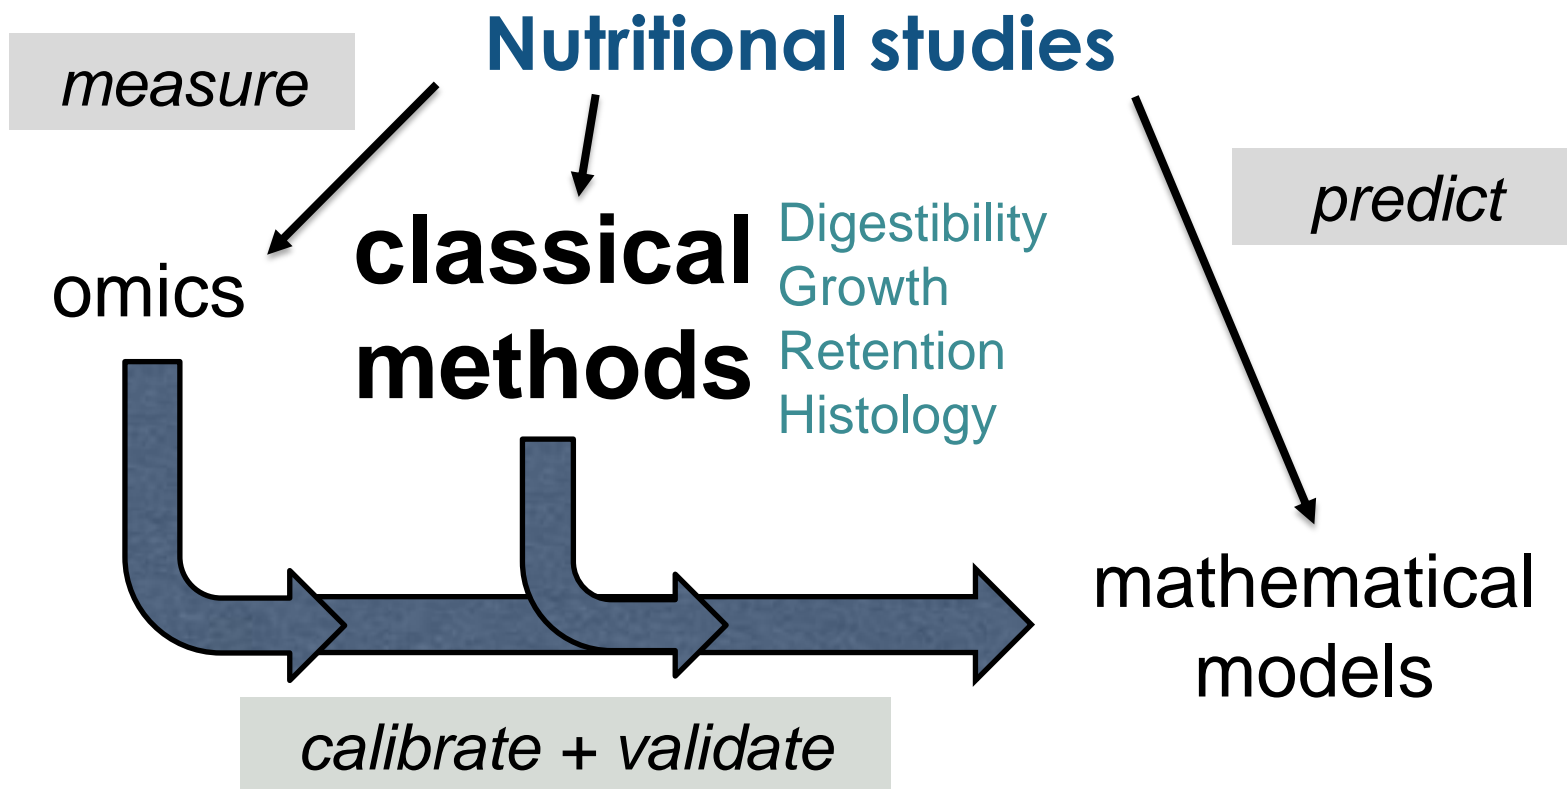 Nutritional studies
measure
predict
omics
classical
methods
Digestibility
Growth
Retention
Histology
mathematical
models
calibrate + validate